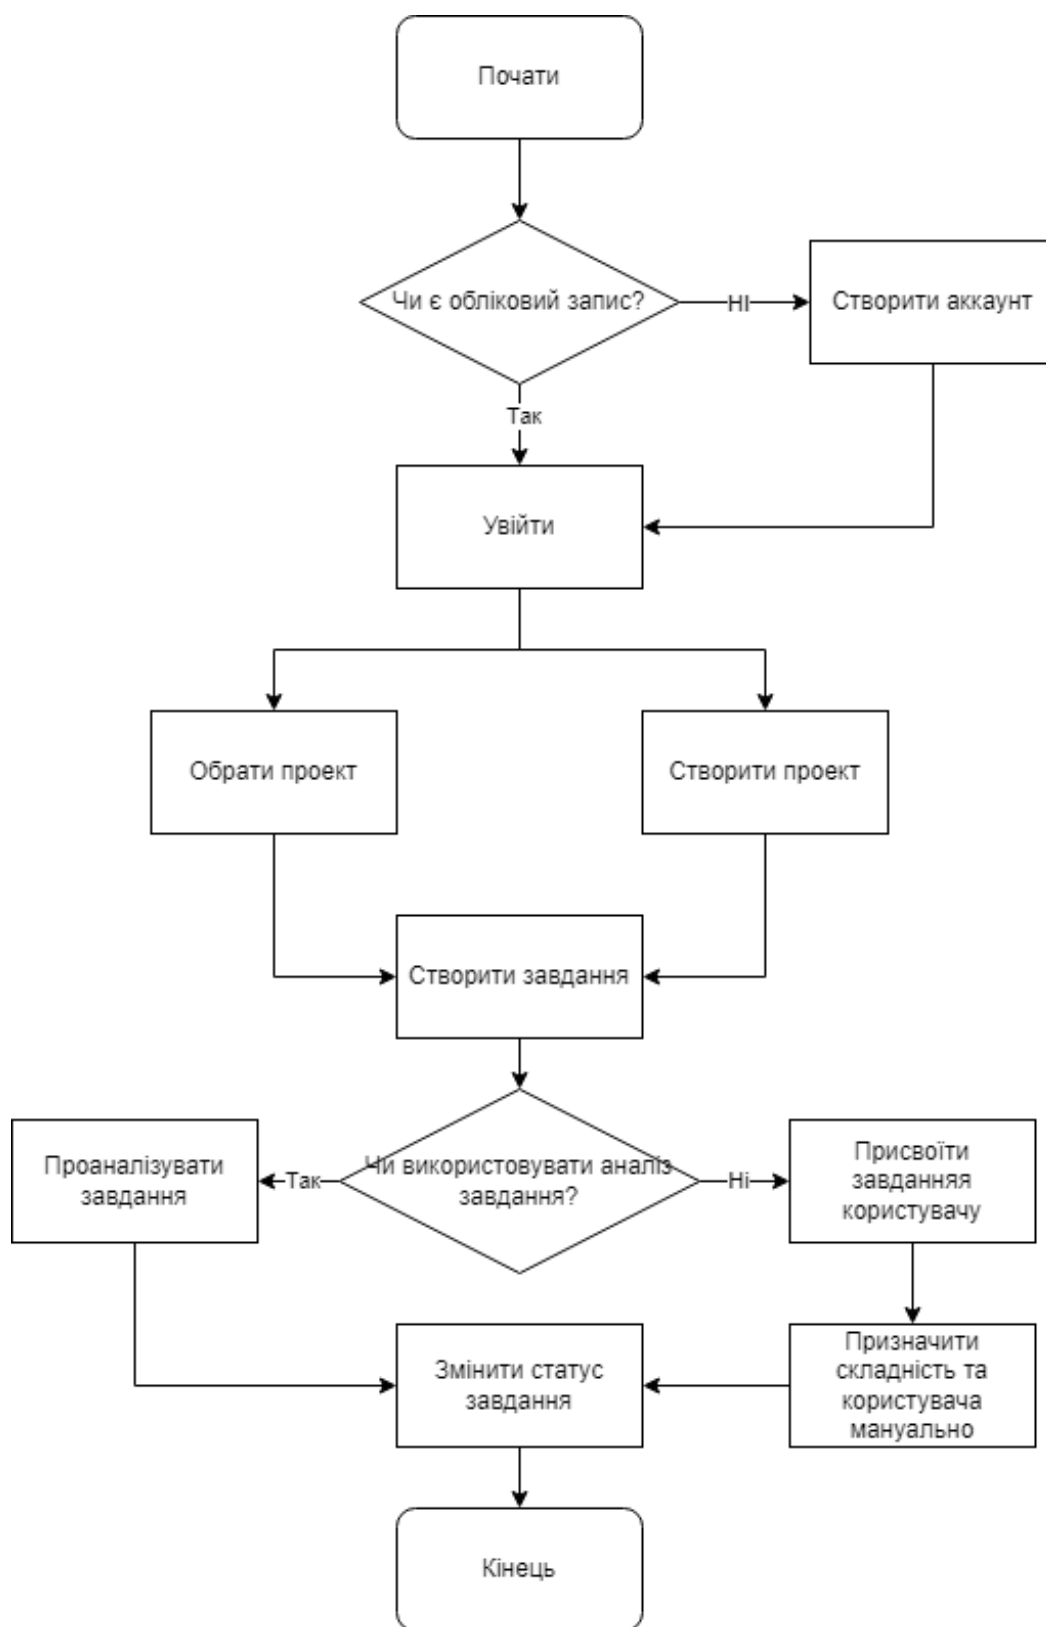 Почати
Чи є обліковий запис?
НІ
Створити аккаунт
Так
Увійти
Обрати проект
Створити проект
Створити завдання
Проаналізувати
завдання
Так
Чи використовувати аналіз
завдання?
Ні
Присвоїти
завданняя
користувачу
Змінити статус
завдання
Призначити
складність та
користувача
мануально
Кінець